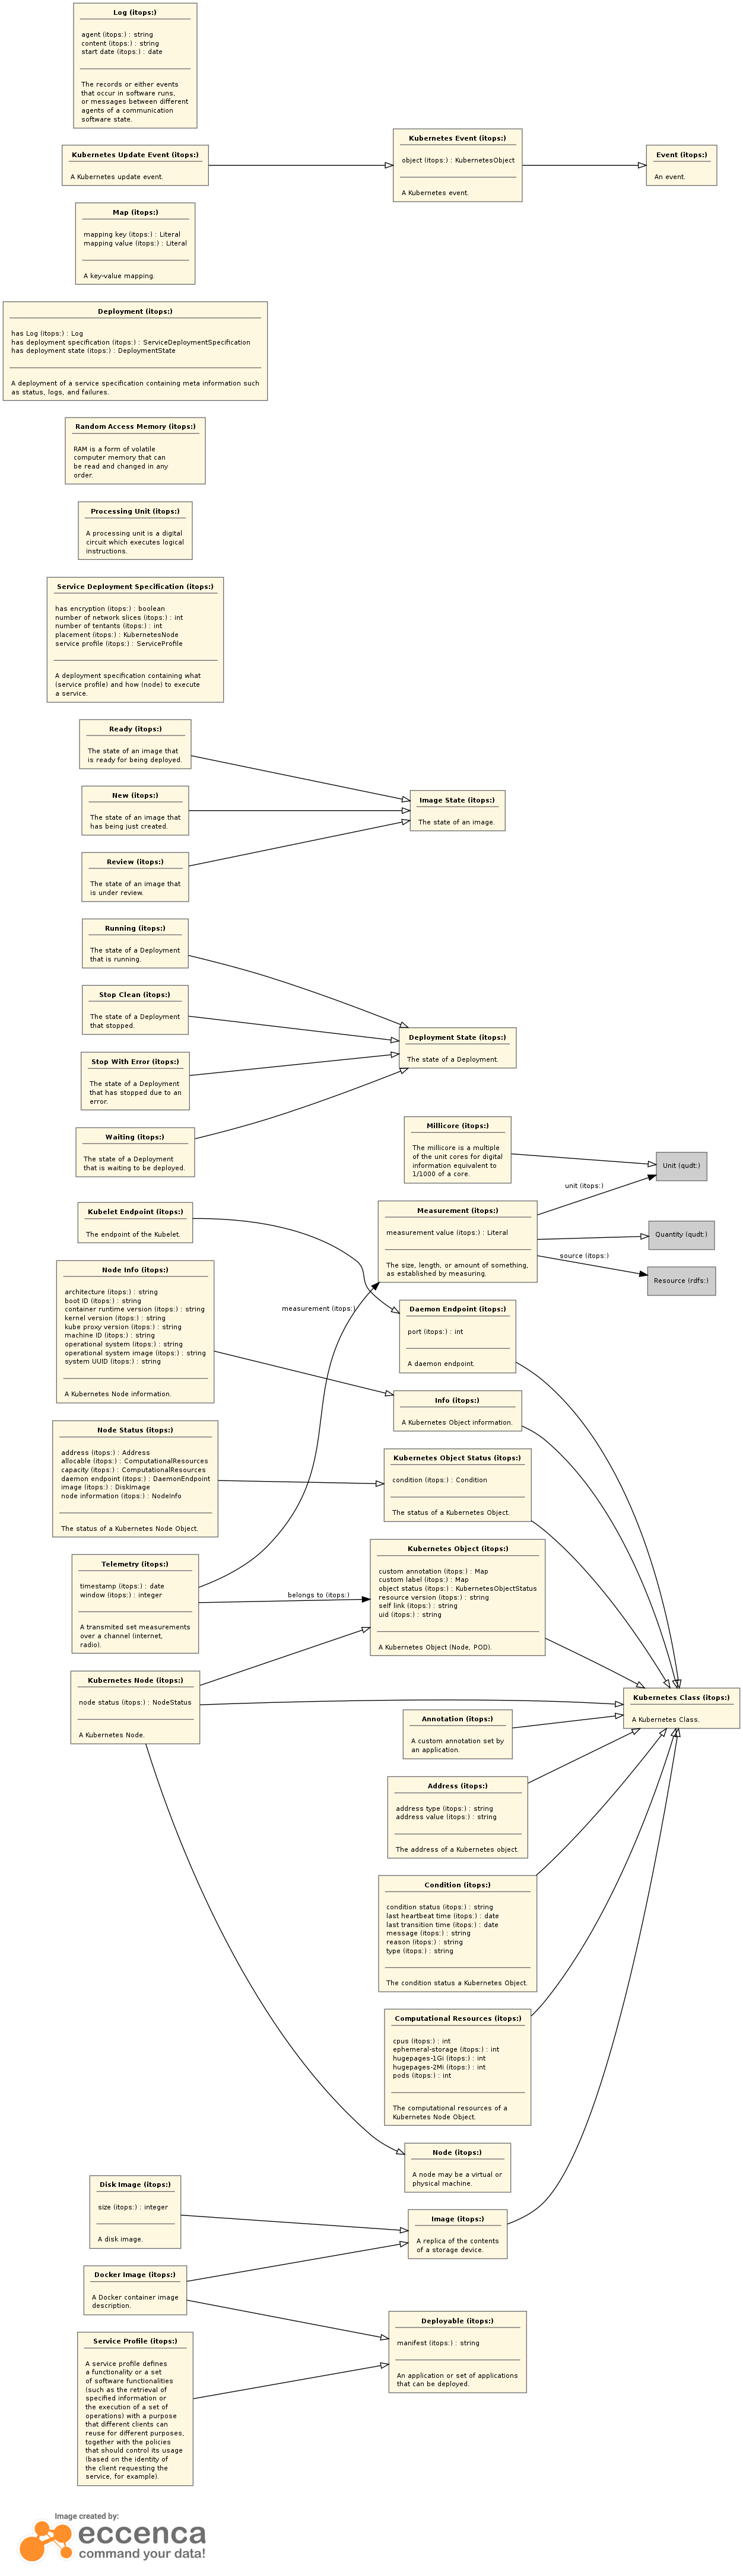 Log (itops:)
agent (itops:) : string
content (itops:) : string
start date (itops:) : date
The records or either events
that occur in software runs,
or messages between different
agents of a communication
software state.
Kubernetes Update Event (itops:)
A Kubernetes update event.
Kubernetes Event (itops:)
object (itops:) : KubernetesObject
A Kubernetes event.
Event (itops:)
An event.
Map (itops:)
mapping key (itops:) : Literal
mapping value (itops:) : Literal
A key-value mapping.
Deployment (itops:)
has Log (itops:) : Log
has deployment specification (itops:) : ServiceDeploymentSpecification
has deployment state (itops:) : DeploymentState
A deployment of a service specification containing meta information such
as status, logs, and failures.
Random Access Memory (itops:)
RAM is a form of volatile
computer memory that can
be read and changed in any
order.
Processing Unit (itops:)
A processing unit is a digital
circuit which executes logical
instructions.
Service Deployment Specification (itops:)
has encryption (itops:) : boolean
number of network slices (itops:) : int
number of tentants (itops:) : int
placement (itops:) : KubernetesNode
service profile (itops:) : ServiceProfile
A deployment specification containing what
(service profile) and how (node) to execute
a service.
Ready (itops:)
The state of an image that
is ready for being deployed.
New (itops:)
The state of an image that
has being just created.
Image State (itops:)
The state of an image.
Review (itops:)
The state of an image that
is under review.
Running (itops:)
The state of a Deployment
that is running.
Stop Clean (itops:)
The state of a Deployment
that stopped.
Deployment State (itops:)
The state of a Deployment.
Stop With Error (itops:)
The state of a Deployment
that has stopped due to an
error.
Waiting (itops:)
The state of a Deployment
that is waiting to be deployed.
Millicore (itops:)
The millicore is a multiple
of the unit cores for digital
information equivalent to
1/1000 of a core.
Unit (qudt:)
unit (itops:)
Kubelet Endpoint (itops:)
The endpoint of the Kubelet.
Measurement (itops:)
measurement value (itops:) : Literal
The size, length, or amount of something,
as established by measuring.
Quantity (qudt:)
source (itops:)
Resource (rdfs:)
Node Info (itops:)
architecture (itops:) : string
boot ID (itops:) : string
container runtime version (itops:) : string
kernel version (itops:) : string
kube proxy version (itops:) : string
machine ID (itops:) : string
operational system (itops:) : string
operational system image (itops:) : string
system UUID (itops:) : string
A Kubernetes Node information.
measurement (itops:)
Daemon Endpoint (itops:)
port (itops:) : int
A daemon endpoint.
Info (itops:)
A Kubernetes Object information.
Node Status (itops:)
address (itops:) : Address
allocable (itops:) : ComputationalResources
capacity (itops:) : ComputationalResources
daemon endpoint (itops:) : DaemonEndpoint
image (itops:) : DiskImage
node information (itops:) : NodeInfo
The status of a Kubernetes Node Object.
Kubernetes Object Status (itops:)
condition (itops:) : Condition
The status of a Kubernetes Object.
Telemetry (itops:)
timestamp (itops:) : date
window (itops:) : integer
A transmited set measurements
over a channel (internet,
radio).
belongs to (itops:)
Kubernetes Object (itops:)
custom annotation (itops:) : Map
custom label (itops:) : Map
object status (itops:) : KubernetesObjectStatus
resource version (itops:) : string
self link (itops:) : string
uid (itops:) : string
A Kubernetes Object (Node, POD).
Kubernetes Node (itops:)
node status (itops:) : NodeStatus
A Kubernetes Node.
Kubernetes Class (itops:)
A Kubernetes Class.
Annotation (itops:)
A custom annotation set by
an application.
Address (itops:)
address type (itops:) : string
address value (itops:) : string
The address of a Kubernetes object.
Condition (itops:)
condition status (itops:) : string
last heartbeat time (itops:) : date
last transition time (itops:) : date
message (itops:) : string
reason (itops:) : string
type (itops:) : string
The condition status a Kubernetes Object.
Computational Resources (itops:)
cpus (itops:) : int
ephemeral-storage (itops:) : int
hugepages-1Gi (itops:) : int
hugepages-2Mi (itops:) : int
pods (itops:) : int
The computational resources of a
Kubernetes Node Object.
Node (itops:)
A node may be a virtual or
physical machine.
Disk Image (itops:)
size (itops:) : integer
A disk image.
Image (itops:)
A replica of the contents
of a storage device.
Docker Image (itops:)
A Docker container image
description.
Deployable (itops:)
manifest (itops:) : string
An application or set of applications
that can be deployed.
Service Profile (itops:)
A service profile defines
a functionality or a set
of software functionalities
(such as the retrieval of
specified information or
the execution of a set of
operations) with a purpose
that different clients can
reuse for different purposes,
together with the policies
that should control its usage
(based on the identity of
the client requesting the
service, for example).
Image created by:
eccenca
command your data!